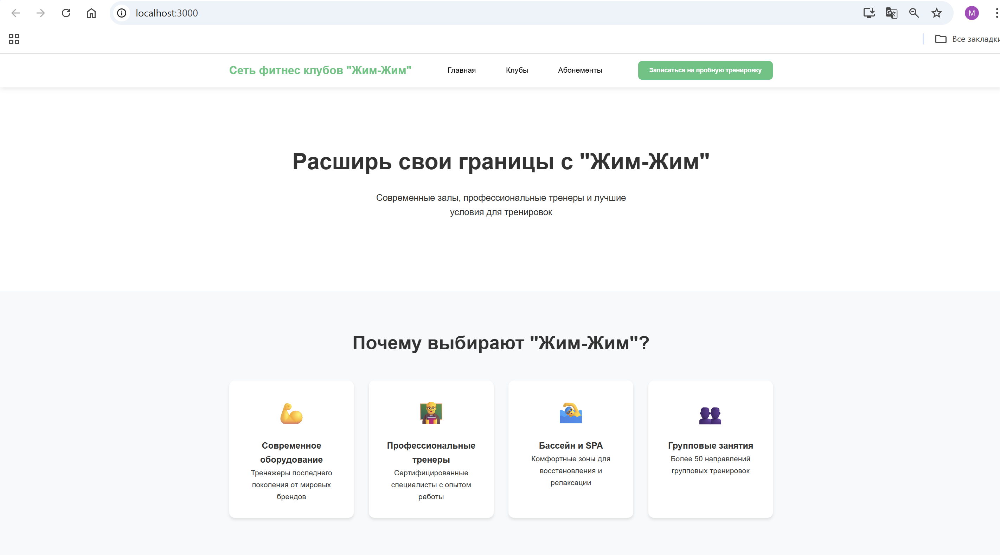 localhost:3000
M
Все закладки
Сеть фитнес клубов "Жим-Жим"
Главная
Клубы
Абонементы
Записаться на пробную тренировку
Расширь свои границы с "Жим-Жим"
Современные залы, профессиональные тренеры и лучшие
условия для тренировок
Почему выбирают "Жим-Жим"?
Современное
оборудование
Тренажеры последнего
поколения от мировых
брендов
Профессиональные
тренеры
Сертифицированные
специалисты с опытом
работы
Бассейн и SPA
Комфортные зоны для
восстановления и
релаксации
Групповые занятия
Более 50 направлений
групповых тренировок